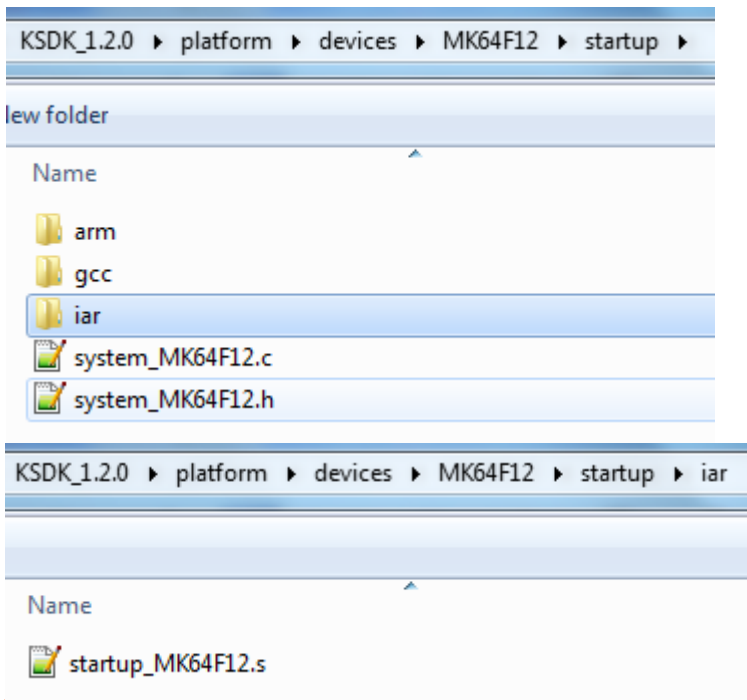 KSDK_1.2.0 ▸ platform ▸ devices ▸ MK64F12 ▸ startup ▸
New folder
Name
arm
gcc
iar
system_MK64F12.c
system_MK64F12.h
KSDK_1.2.0 ▸ platform ▸ devices ▸ MK64F12 ▸ startup ▸ iar
Name
startup_MK64F12.s